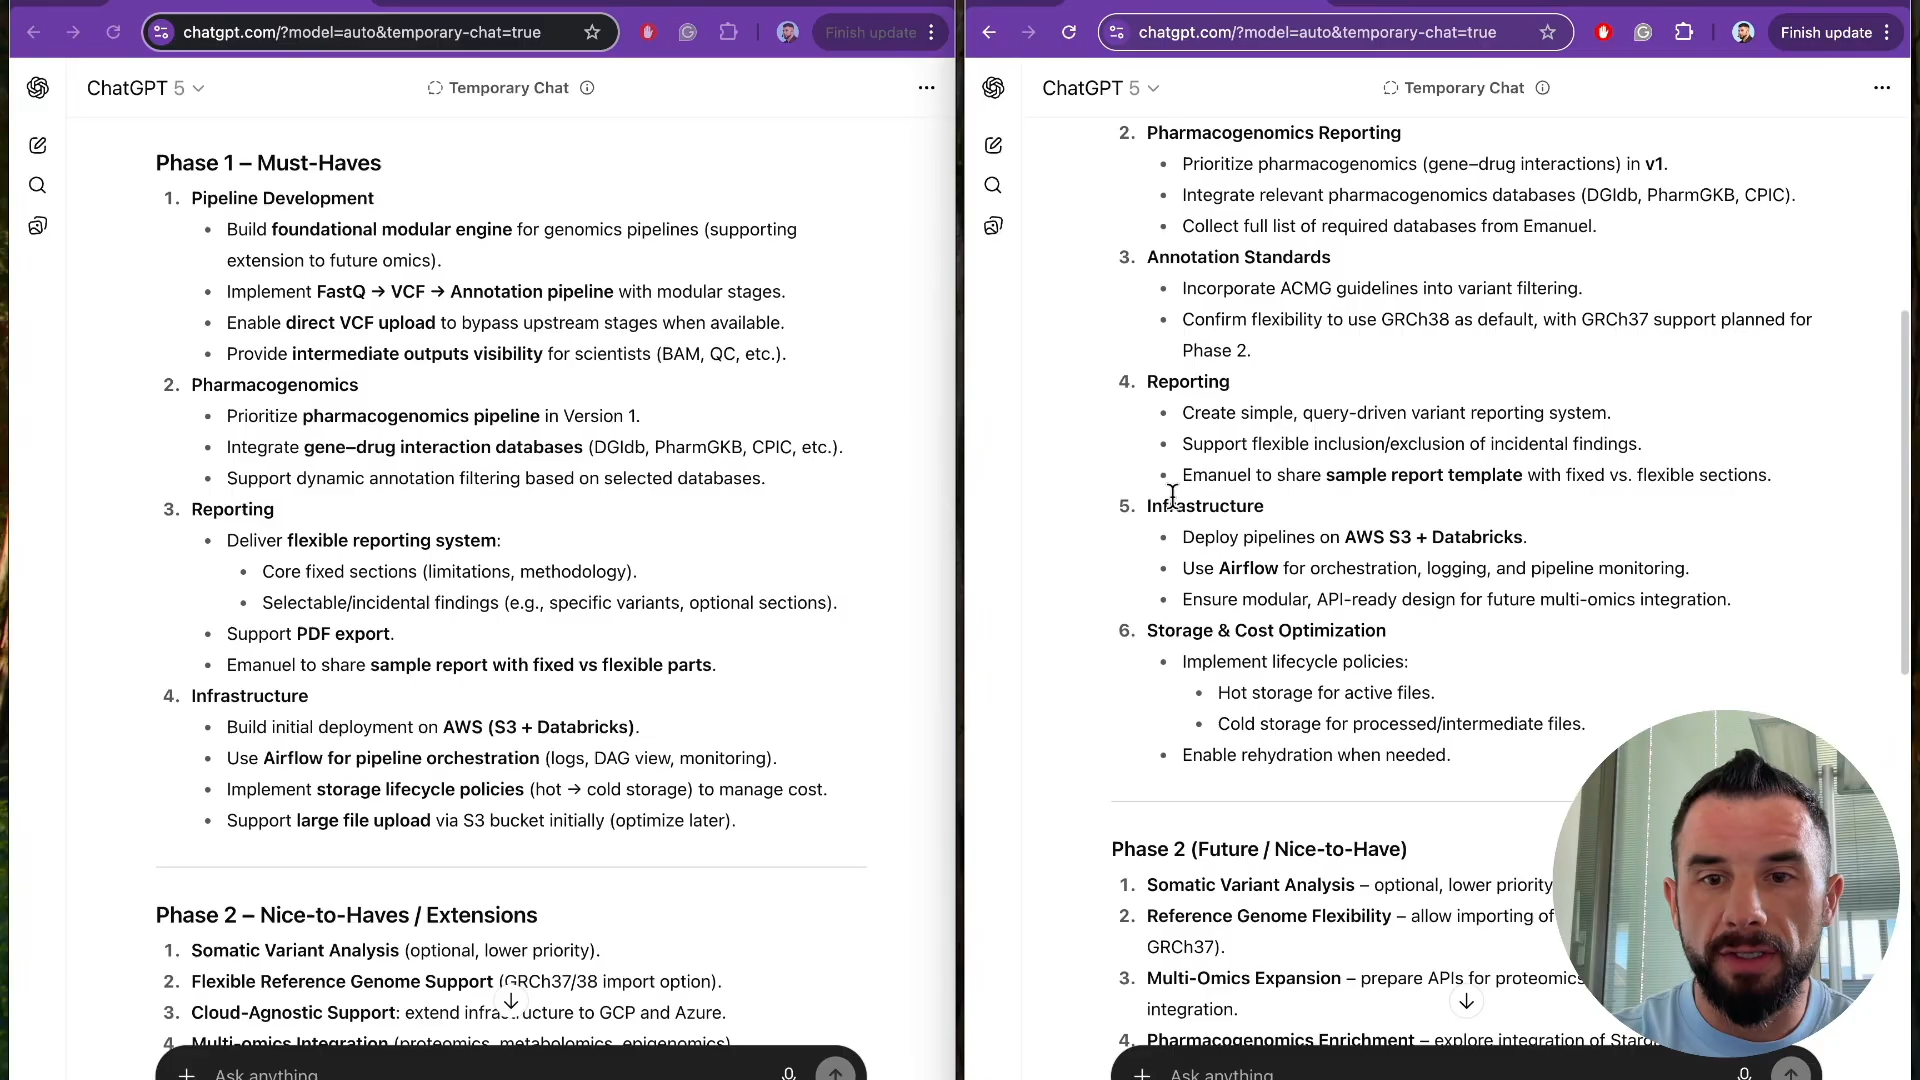 chatgpt.com/?model=auto&temporary-chat=true
Finish update
ChatGPT 5
Temporary Chat
Phase 1 – Must-Haves
1. Pipeline Development
• Build foundational modular engine for genomics pipelines (supporting
extension to future omics).
• Implement FastQ → VCF → Annotation pipeline with modular stages.
• Enable direct VCF upload to bypass upstream stages when available.
• Provide intermediate outputs visibility for scientists (BAM, QC, etc.).
2. Pharmacogenomics
• Prioritize pharmacogenomics pipeline in Version 1.
• Integrate gene–drug interaction databases (DGIdb, PharmGKB, CPIC, etc.).
• Support dynamic annotation filtering based on selected databases.
3. Reporting
• Deliver flexible reporting system:
• Core fixed sections (limitations, methodology).
• Selectable/incidental findings (e.g., specific variants, optional sections).
• Support PDF export.
• Emanuel to share sample report with fixed vs flexible parts.
4. Infrastructure
• Build initial deployment on AWS (S3 + Databricks).
• Use Airflow for pipeline orchestration (logs, DAG view, monitoring).
• Implement storage lifecycle policies (hot → cold storage) to manage cost.
• Support large file upload via S3 bucket initially (optimize later).
Phase 2 – Nice-to-Haves / Extensions
1. Somatic Variant Analysis (optional, lower priority).
2. Flexible Reference Genome Support (GRCh37/38 import option).
3. Cloud-Agnostic Support: extend infrastructure to GCP and Azure.
4. Multi-omics Integration (proteomics, metabolomics, epigenomics)
Ask anything
chatgpt.com/?model=auto&temporary-chat=true
Finish update
ChatGPT 5
Temporary Chat
2. Pharmacogenomics Reporting
• Prioritize pharmacogenomics (gene–drug interactions) in v1.
• Integrate relevant pharmacogenomics databases (DGIdb, PharmGKB, CPIC).
• Collect full list of required databases from Emanuel.
3. Annotation Standards
• Incorporate ACMG guidelines into variant filtering.
• Confirm flexibility to use GRCh38 as default, with GRCh37 support planned for
Phase 2.
4. Reporting
• Create simple, query-driven variant reporting system.
• Support flexible inclusion/exclusion of incidental findings.
• Emanuel to share sample report template with fixed vs. flexible sections.
5. Infrastructure
• Deploy pipelines on AWS S3 + Databricks.
• Use Airflow for orchestration, logging, and pipeline monitoring.
• Ensure modular, API-ready design for future multi-omics integration.
6. Storage & Cost Optimization
• Implement lifecycle policies:
• Hot storage for active files.
• Cold storage for processed/intermediate files.
• Enable rehydration when needed.
Phase 2 (Future / Nice-to-Have)
1. Somatic Variant Analysis – optional, lower priority
2. Reference Genome Flexibility – allow importing of
GRCh37).
3. Multi-Omics Expansion – prepare APIs for proteomics
integration.
4. Pharmacogenomics Enrichment – explore integration of
Ask anything